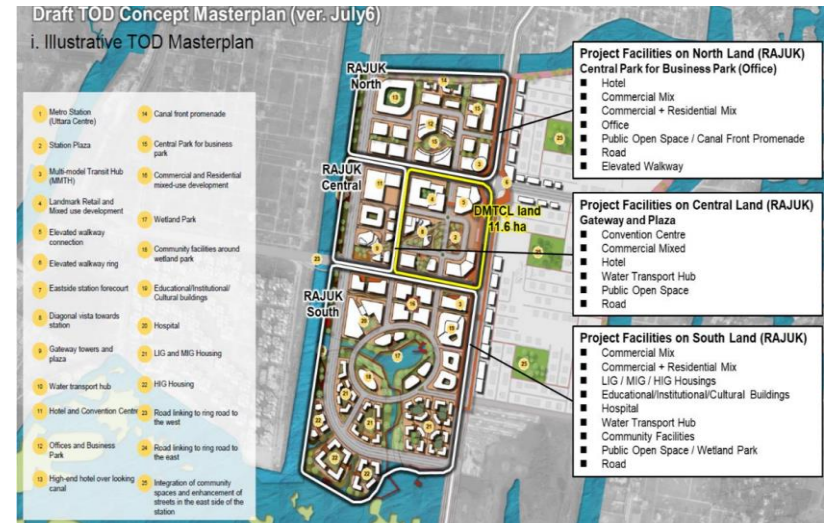 Draft TOD Concept Masterplan (ver. July6)
i. Illustrative TOD Masterplan
1 Metro Station
(Uttara Centre)
2 Station Plaza
3 Multi-model Transit Hub
(MMTH)
4 Landmark Retail and
Mixed use development
5 Elevated walkway
connection
6 Elevated walkway ring
7 Eastside station forecourt
8 Diagonal vista towards
station
9 Gateway towers and
plaza
10 Water transport hub
11 Hotel and Convention Centr
12 Offices and Business
Park
13 High-end hotel over looking
canal
14 Canal front promenade
15 Central Park for business
park
16 Commercial and Residential
mixed-use development
17 Wetland Park
18 Community facilities around
wetland park
19 Educational/Institutional/
Cultural buildings
20 Hospital
21 LIG and MIG Housing
22 HIG Housing
23 Road linking to ring road to
the west
24 Road linking to ring road to
the east
25 Integration of community
spaces and enhancement of
streets in the east side of the
station
RAJUK
North
RAJUK
Central
DMTCL land
11.6 ha
RAJUK
South
Project Facilities on North Land (RAJUK)
Central Park for Business Park (Office)
■ Hotel
■ Commercial Mix
■ Commercial + Residential Mix
■ Office
■ Public Open Space / Canal Front Promenade
■ Road
■ Elevated Walkway
Project Facilities on Central Land (RAJUK)
Gateway and Plaza
■ Convention Centre
■ Commercial Mixed
■ Hotel
■ Water Transport Hub
■ Public Open Space
■ Road
Project Facilities on South Land (RAJUK)
■ Commercial Mix
■ Commercial + Residential Mix
■ LIG / MIG / HIG Housings
■ Educational/Institutional/Cultural Buildings
■ Hospital
■ Water Transport Hub
■ Community Facilities
■ Public Open Space / Wetland Park
■ Road